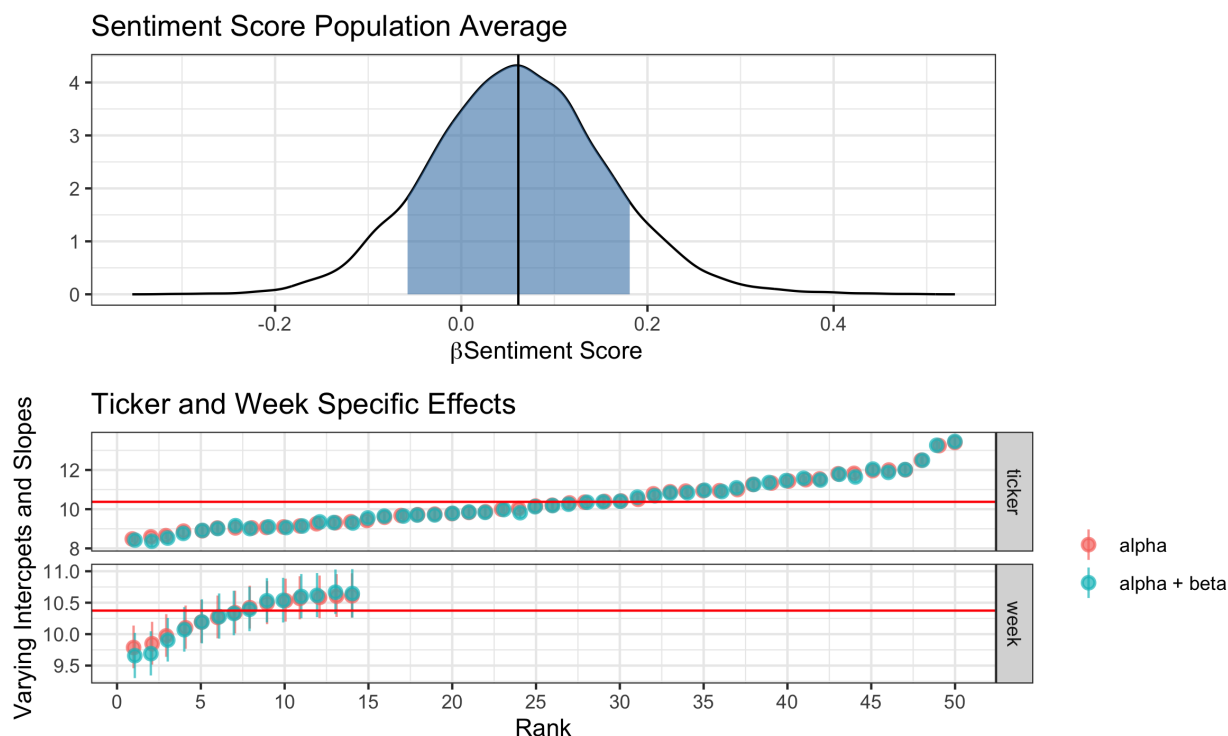 Sentiment Score Population Average
4
3
2
1
0
-0.2 0.0 0.2 0.4
βSentiment Score
Ticker and Week Specific Effects
Varying Intercpets and Slopes
12
10
8
ticker
11.0
10.5
10.0
9.5
week
0 5 10 15 20 25 30 35 40 45 50
Rank
alpha
alpha + beta